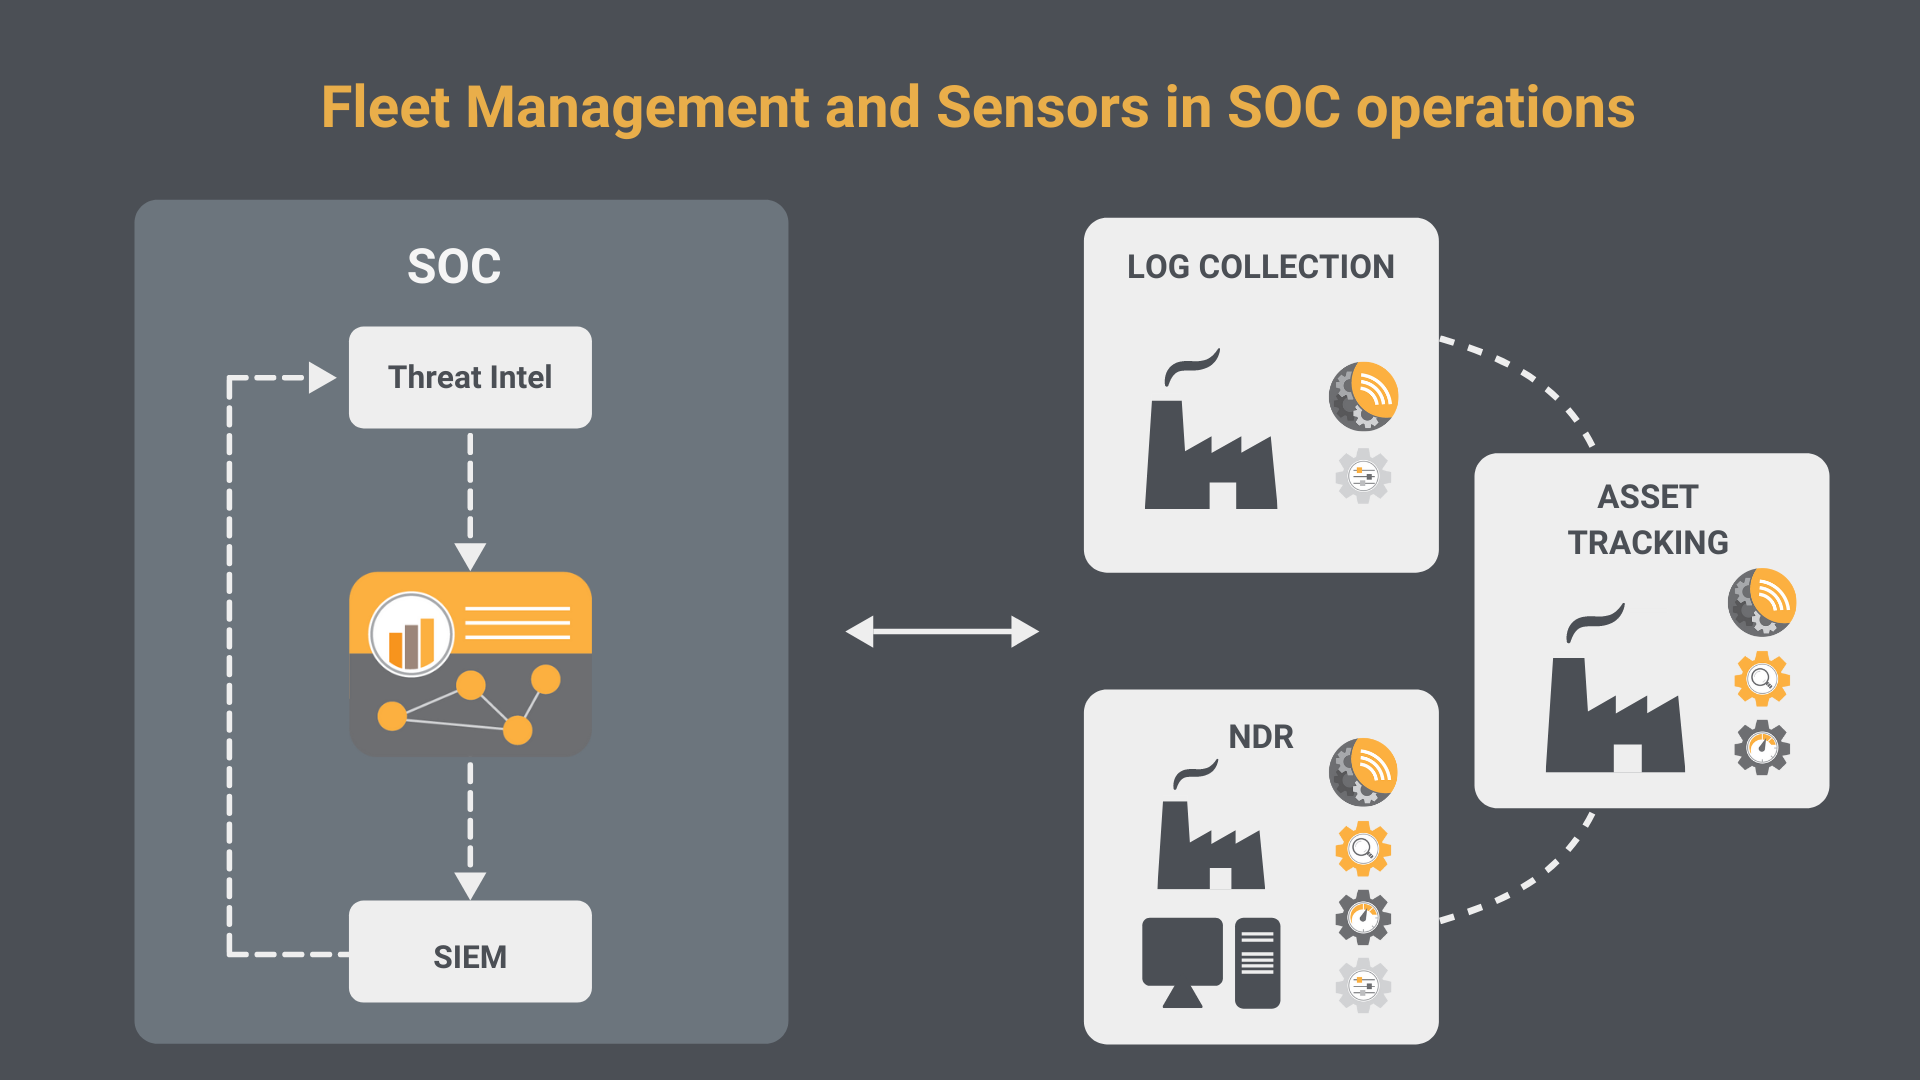 Fleet Management and Sensors in SOC operations
SOC
Threat Intel
SIEM
LOG COLLECTION
ASSET
TRACKING
NDR